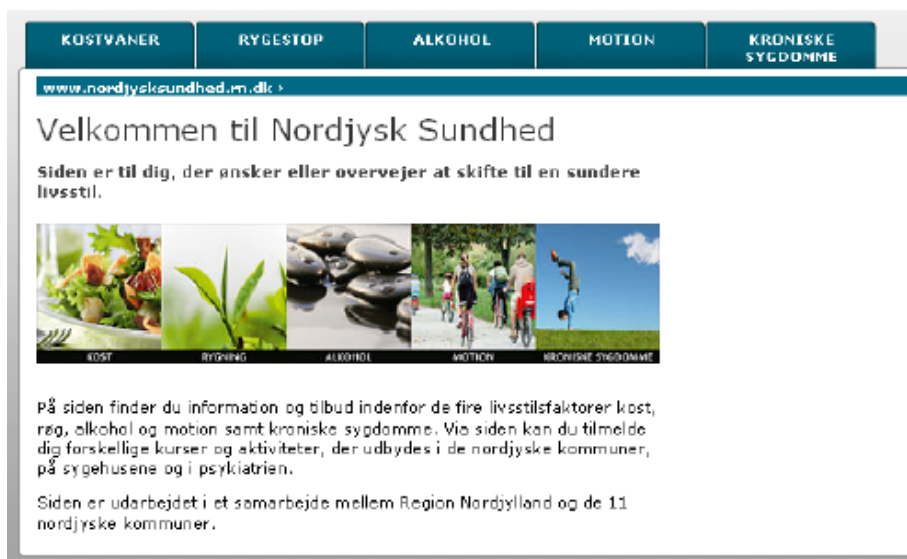 KOSTVANER
RYGESTOP
ALKOHOL
MOTION
KRONISKE
SYGDOMME
www.nordjysksundhed.rn.dk ›
Velkommen til Nordjysk Sundhed
Siden er til dig, der ønsker eller overvejer at skifte til en sundere
livsstil.
KOST
RYGNING
ALKOHOL
MOTION
KRONISKE SYGDOMME
På siden finder du information og tilbud indenfor de fire livsstilsfaktorer kost,
røg, alkohol og motion samt kroniske sygdomme. Via siden kan du tilmelde
dig forskellige kurser og aktiviteter, der udbydes i de nordjyske kommuner,
på sygehusene og i psykiatrien.
Siden er udarbejdet i et samarbejde mellem Region Nordjylland og de 11
nordjyske kommuner.